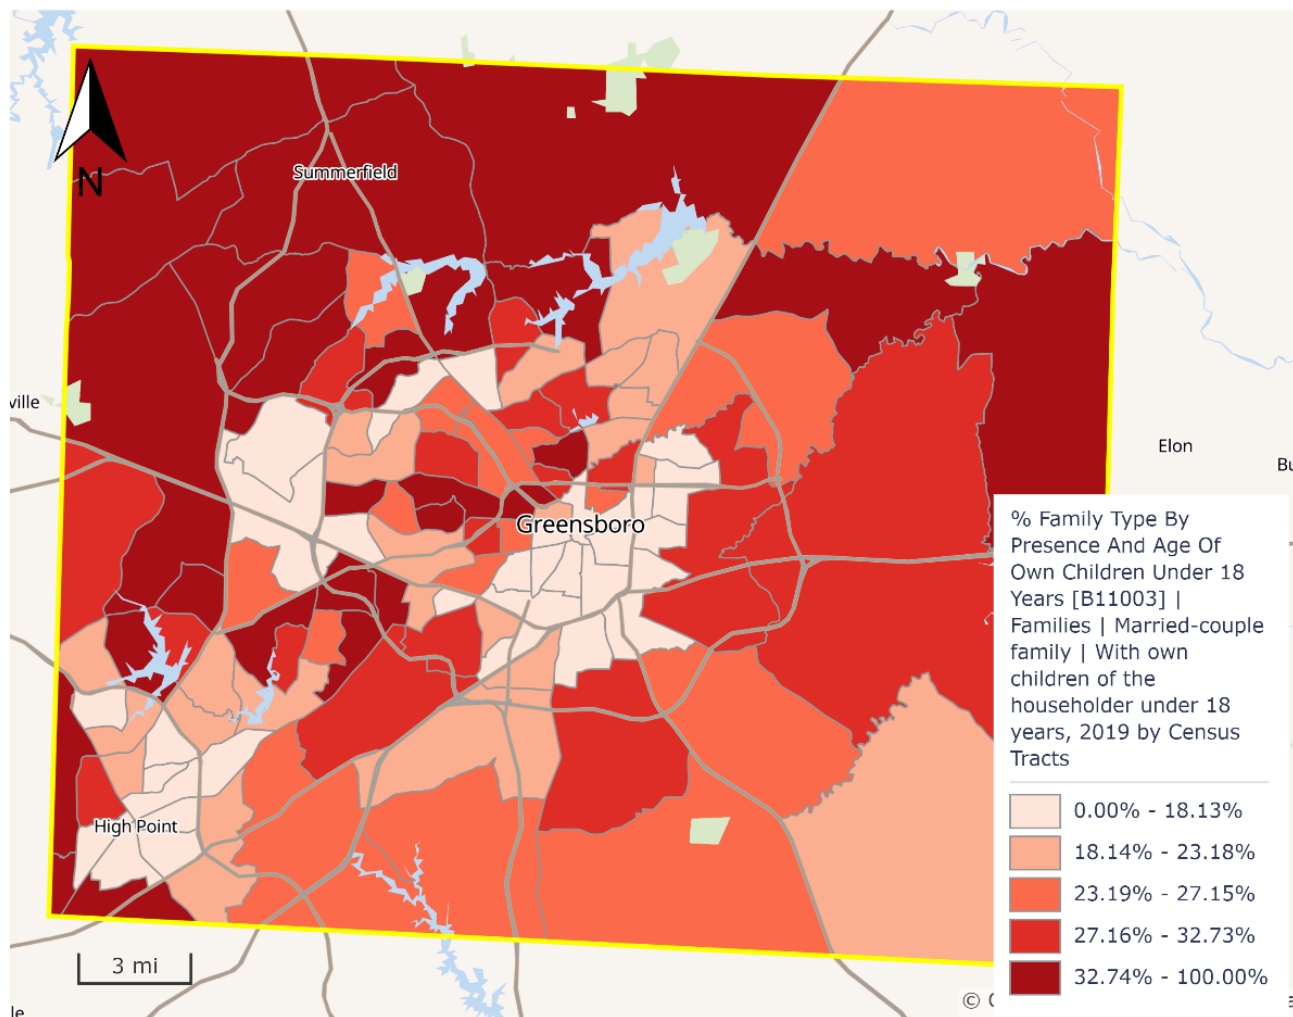 N
Summerfield
ville
Elon
Bu
Greensboro
High Point
3 mi
le
% Family Type By
Presence And Age Of
Own Children Under 18
Years [B11003] |
Families | Married-couple
family | With own
children of the
householder under 18
years, 2019 by Census
Tracts
0.00% - 18.13%
18.14% - 23.18%
23.19% - 27.15%
27.16% - 32.73%
32.74% - 100.00%
©